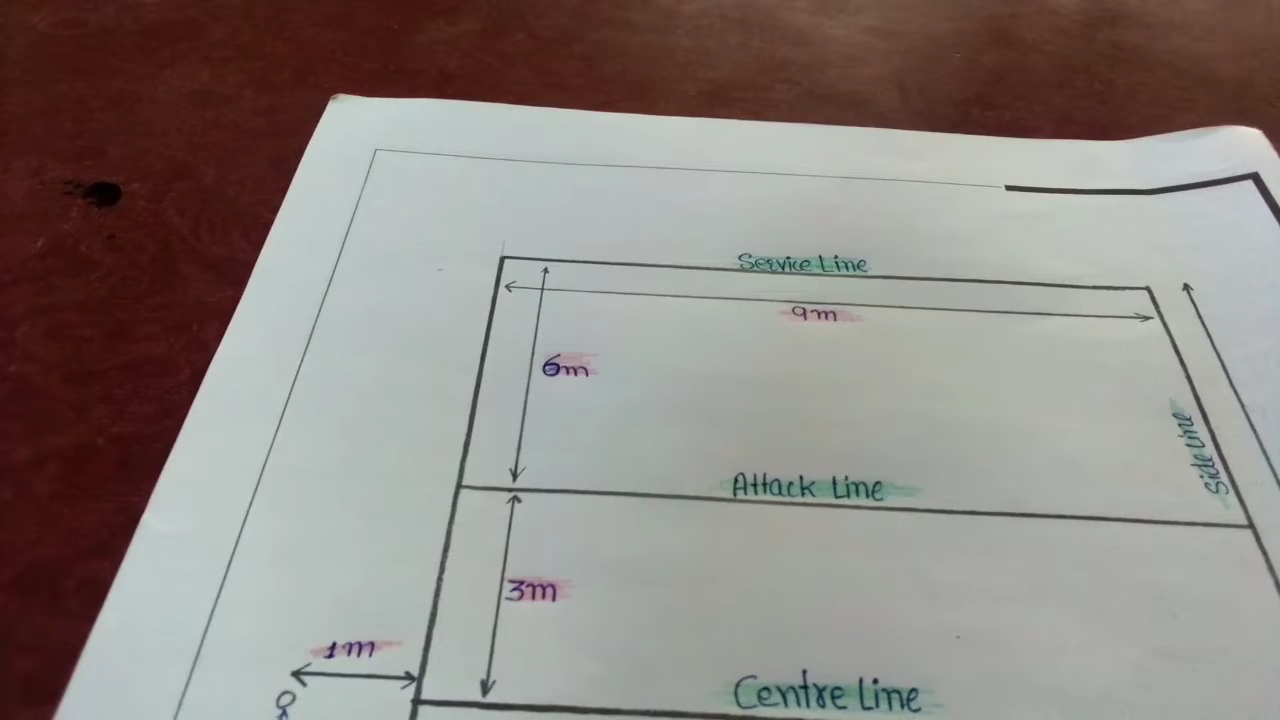 Service Line
9m
6m
Side Line
Attack Line
3m
1m
Centre Line